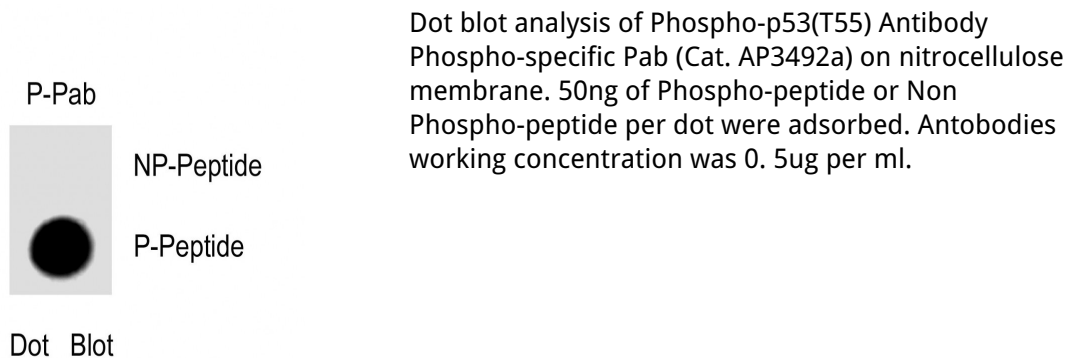 P-Pab
NP-Peptide
P-Peptide
Dot Blot
Dot blot analysis of Phospho-p53(T55) Antibody
Phospho-specific Pab (Cat. AP3492a) on nitrocellulose
membrane. 50ng of Phospho-peptide or Non
Phospho-peptide per dot were adsorbed. Antobodies
working concentration was 0. 5ug per ml.